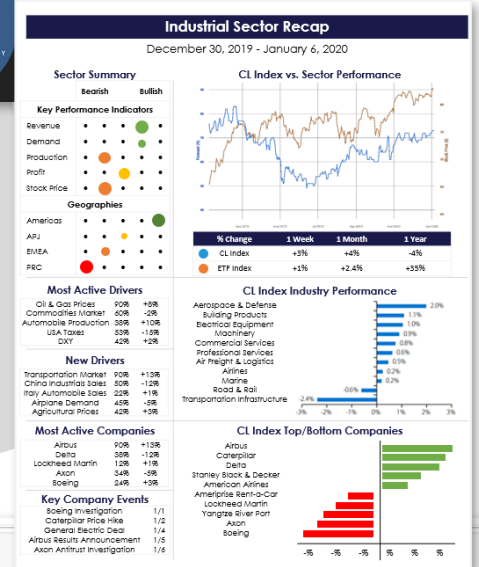 Y
Industrial Sector Recap
December 30, 2019 - January 6, 2020
Sector Summary
Bearish Bullish
Key Performance Indicators
Revenue
Demand
Production
Profit
Stock Price
Geographies
Americas
APJ
EMEA
PRC
CL Index vs. Sector Performance
% Change 1 Week 1 Month 1 Year
CL Index +3% +4% -4%
ETF Index +1% +2.4% +35%
Most Active Drivers
Oil & Gas Prices 90% +8%
Commodities Market 60% -2%
Automobile Production 38% +10%
USA Taxes 53% -15%
DXY 42% +2%
New Drivers
Transportation Market 90% +13%
China Industrials Sales 50% -12%
Italy Automobile Sales 22% +1%
Airplane Demand 45% -5%
Agricultural Prices 42% +3%
CL Index Industry Performance
Aerospace & Defense 2.0%
Building Products 1.1%
Electrical Equipment 1.0%
Machinery 0.9%
Commercial Services 0.8%
Professional Services 0.6%
Air Freight & Logistics 0.5%
Airlines 0.2%
Marine 0.2%
Road & Rail -0.6%
Transportation Infrastructure -2.4%
-3% -2% -1% 0% 1% 2% 3%
Most Active Companies
Airbus 90% +13%
Delta 38% -12%
Lockheed Martin 12% +1%
Axon 34% -5%
Boeing 24% +3%
Key Company Events
Boeing Investigation 1/1
Caterpillar Price Hike 1/2
General Electric Deal 1/4
Airbus Results Announcement 1/5
Axon Antitrust Investigation 1/6
CL Index Top/Bottom Companies
Airbus
Caterpillar
Delta
Stanley Black & Decker
American Airlines
Ameriprise Rent-a-Car
Lockheed Martin
Yangtze River Port
Axon
Boeing
-% -% -% % % %